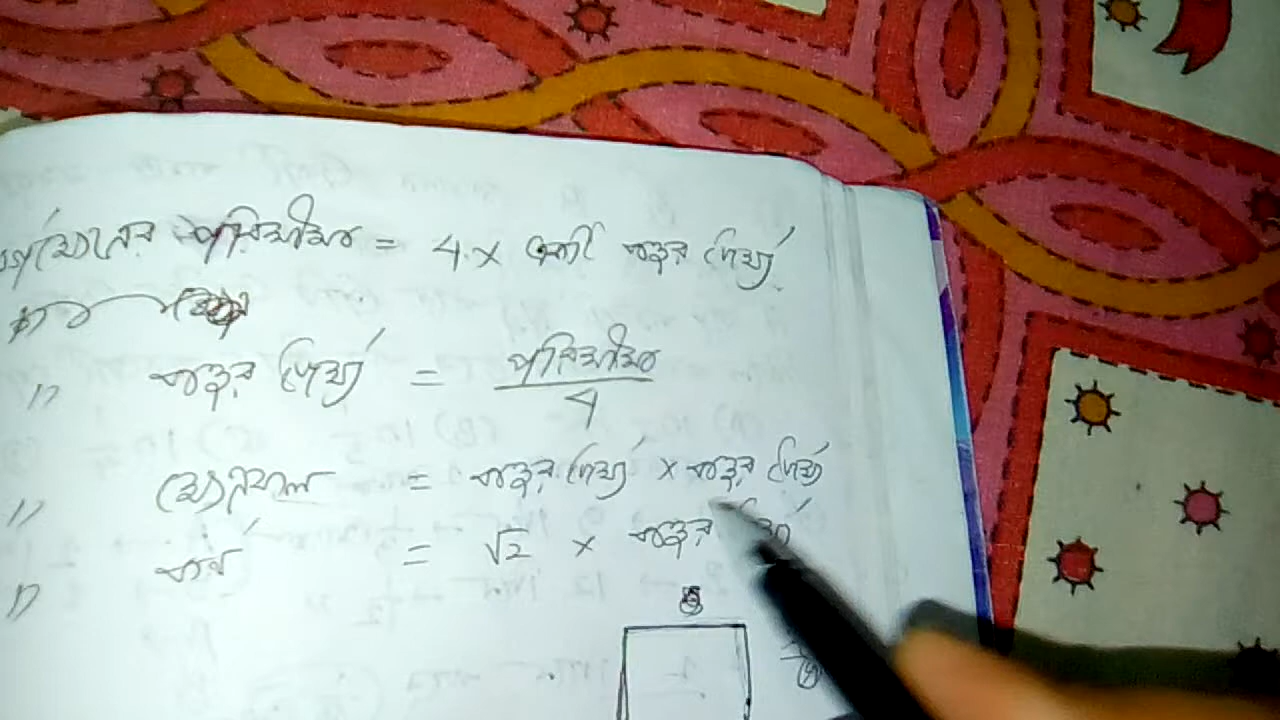 বর্গক্ষেত্রের পরিসীমা = 4 × একটি বাহুর দৈর্ঘ্য
" বাহুর দৈর্ঘ্য = পরিসীমা / 4
" ক্ষেত্রফল = বাহুর দৈর্ঘ্য × বাহুর দৈর্ঘ্য
" কর্ণ = √2 × বাহুর দৈর্ঘ্য